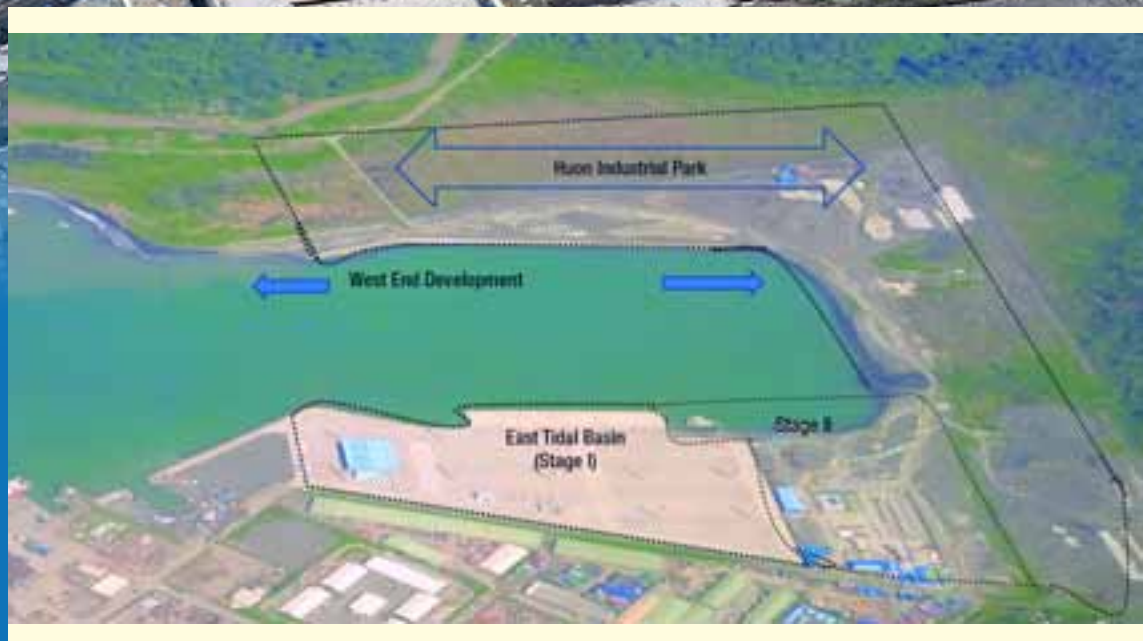 Huon Industrial Park
West End Development
East Tidal Basin
(Stage I)
Stage II